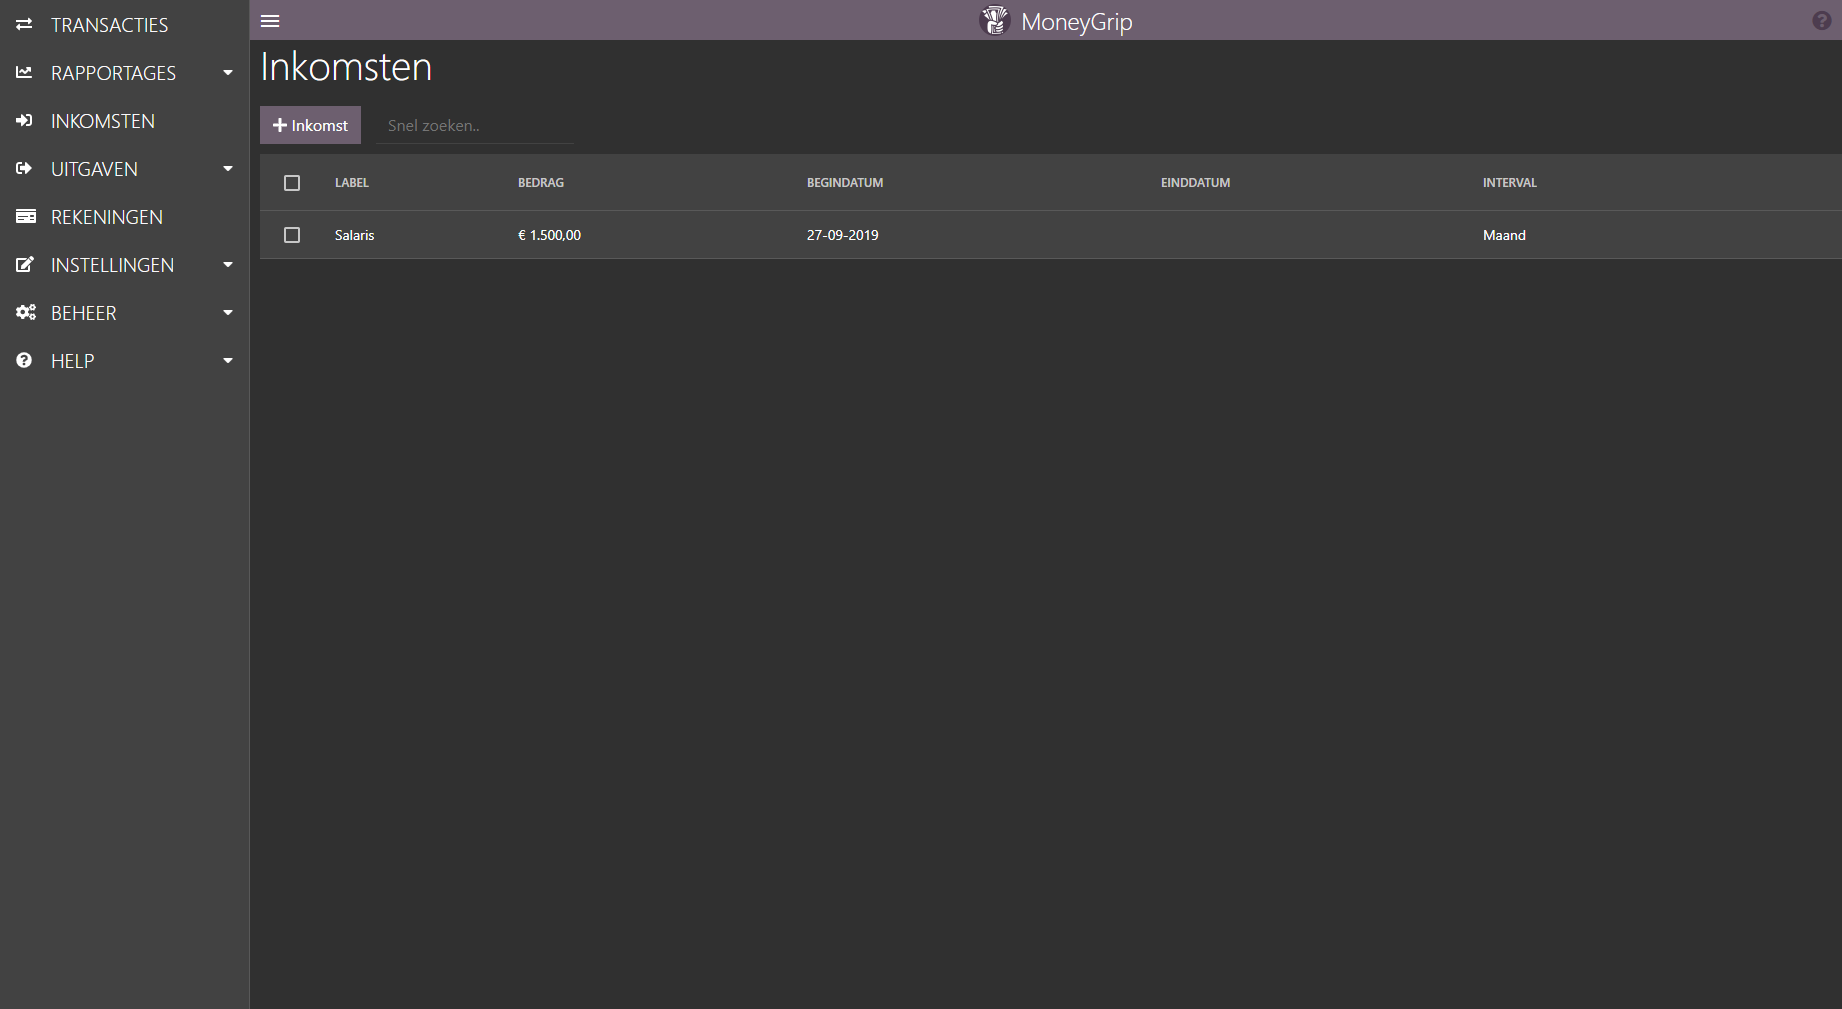 TRANSACTIES
RAPPORTAGES
INKOMSTEN
UITGAVEN
REKENINGEN
INSTELLINGEN
BEHEER
HELP
MoneyGrip
Inkomsten
Inkomst
Snel zoeken..
LABEL BEDRAG BEGINDATUM EINDDATUM INTERVAL
Salaris € 1.500,00 27-09-2019 Maand